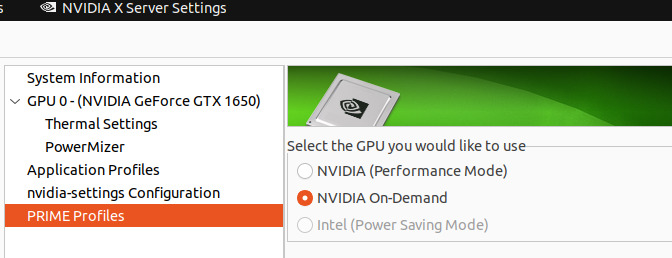 NVIDIA X Server Settings
System Information
GPU 0 - (NVIDIA GeForce GTX 1650)
Thermal Settings
PowerMizer
Application Profiles
nvidia-settings Configuration
PRIME Profiles
Select the GPU you would like to use
NVIDIA (Performance Mode)
NVIDIA On-Demand
Intel (Power Saving Mode)